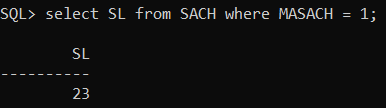 SQL> select SL from SACH where MASACH = 1;
SL
----------
23